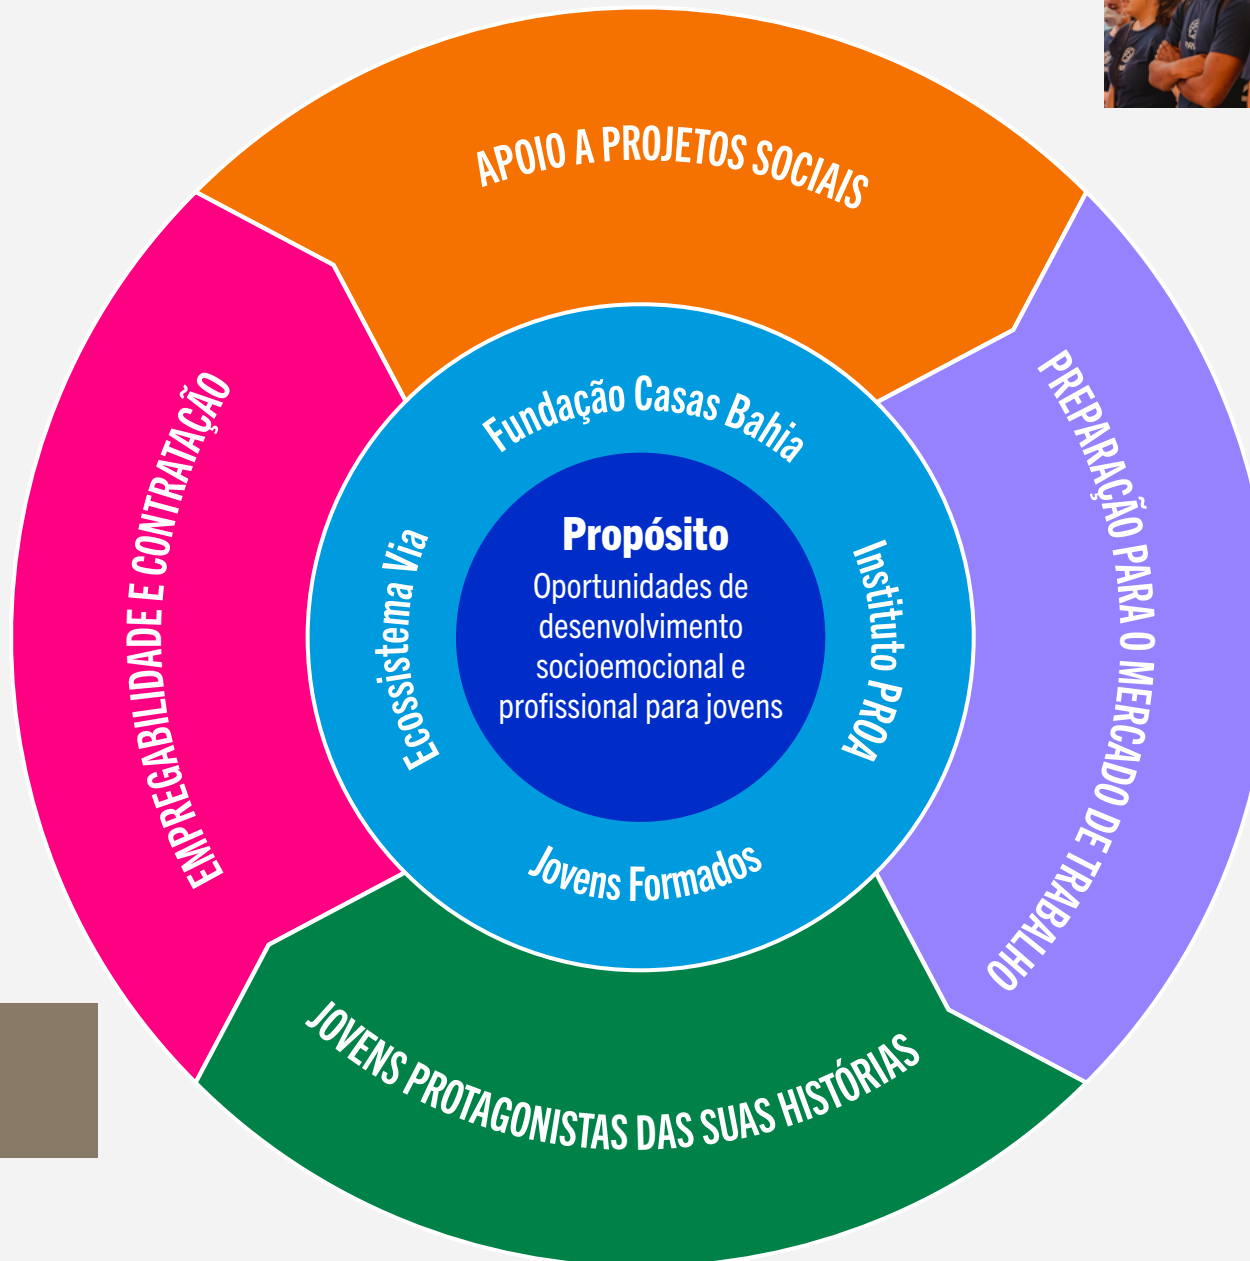 APOIO A PROJETOS SOCIAIS
PREPARAÇÃO PARA O MERCADO DE TRABALHO
JOVENS PROTAGONISTAS DAS SUAS HISTÓRIAS
EMPREGABILIDADE E CONTRATAÇÃO
Fundação Casas Bahia
Instituto PROA
Jovens Formados
Ecossistema Via
Propósito
Oportunidades de
desenvolvimento
socioemocional e
profissional para jovens